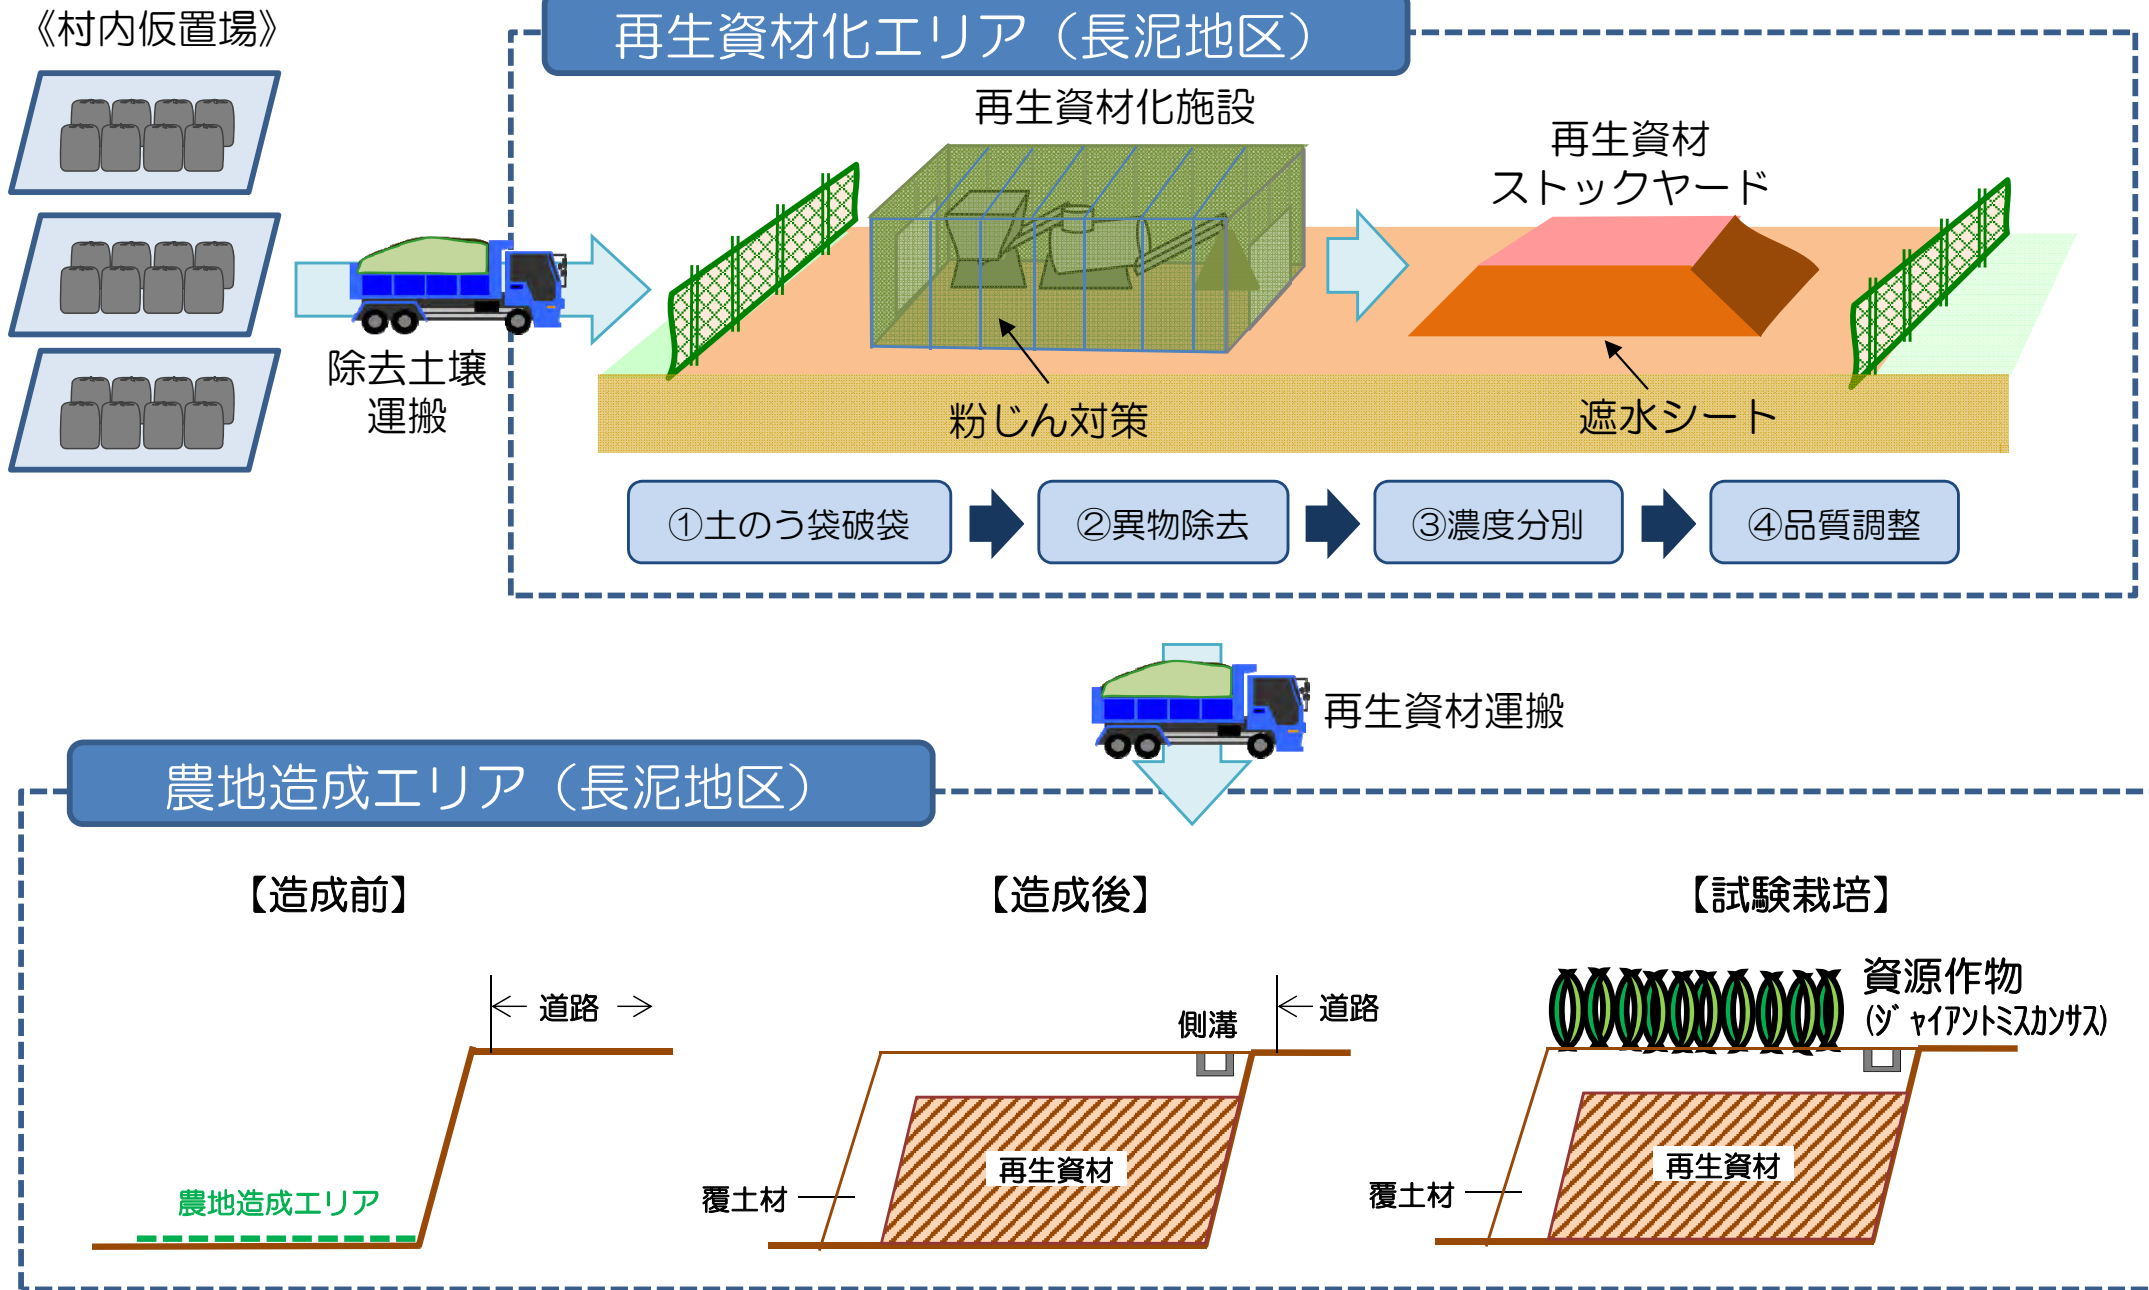 《村内仮置場》
再生資材化エリア（長泥地区）
再生資材化施設
再生資材
ストックヤード
除去土壌
運搬
粉じん対策
遮水シート
①土のう袋破袋
②異物除去
③濃度分別
④品質調整
再生資材運搬
農地造成エリア（長泥地区）
【造成前】
道路
農地造成エリア
【造成後】
側溝
道路
再生資材
覆土材
【試験栽培】
資源作物
(ｼﾞｬｲｱﾝﾄﾐｽｶﾝｻｽ)
再生資材
覆土材